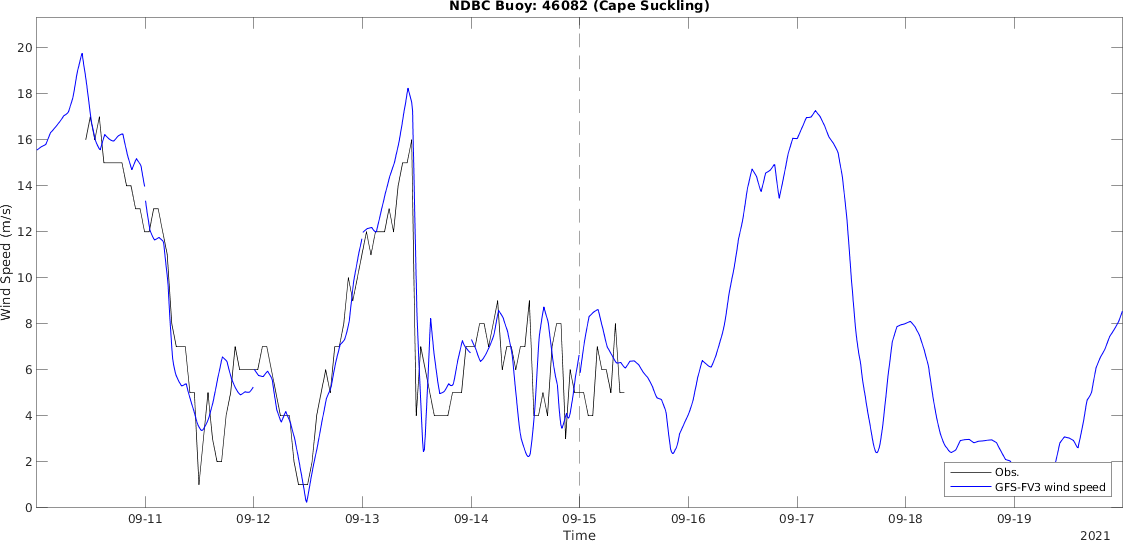 NDBC Buoy: 46082 (Cape Suckling)
Wind Speed (m/s)
20
18
16
14
12
10
8
6
4
2
0
09-11 09-12 09-13 09-14 09-15 09-16 09-17 09-18 09-19
Time
2021
Obs.
GFS-FV3 wind speed